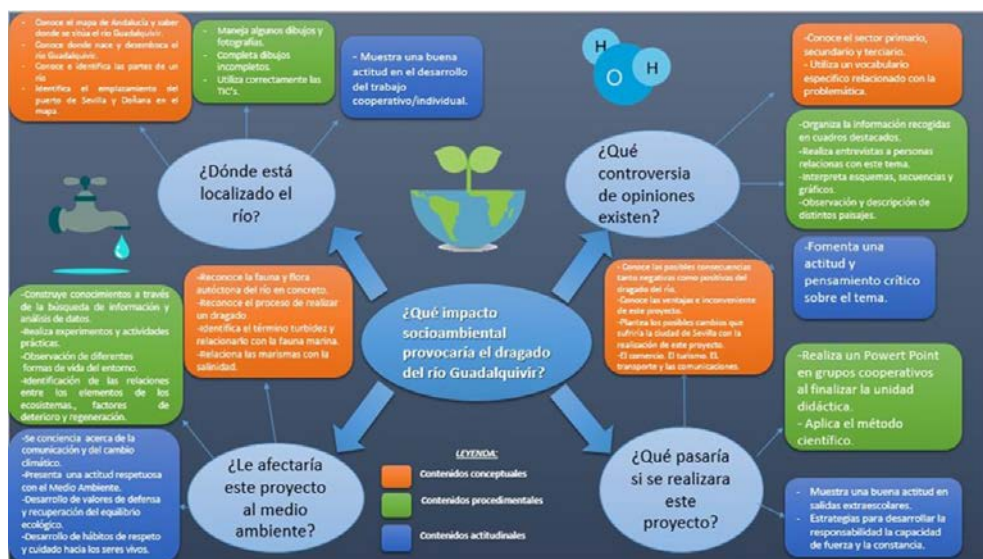 - Conoce el mapa de Andalucía y saber
donde se sitúa el río Guadalquivir.
- Conoce donde nace y desemboca el
río Guadalquivir.
- Conoce e identifica las partes de un
río
- Identifica el emplazamiento del
puerto de Sevilla y Doñana en el
mapa.
- Maneja algunos dibujos y
fotografías.
- Completa dibujos
incompletos.
- Utiliza correctamente las
TIC's.
- Muestra una buena
actitud en el desarrollo
del trabajo
cooperativo/individual.
H
O
H
-Conoce el sector primario,
secundario y terciario.
- Utiliza un vocabulario
específico relacionado con la
problemática.
¿Dónde está
localizado el
río?
¿Qué
controversia
de opiniones
existen?
-Organiza la información recogidas
en cuadros destacados.
-Realiza entrevistas a personas
relacionas con este tema.
-Interpreta esquemas, secuencias y
gráficos.
-Observación y descripción de
distintos paisajes.
-Fomenta una
actitud y
pensamiento crítico
sobre el tema.
-Construye conocimientos a través
de la búsqueda de información y
análisis de datos.
-Realiza experimentos y actividades
prácticas.
-Observación de diferentes
formas de vida del entorno.
-Identificación de las relaciones
entre los elementos de los
ecosistemas., factores de
deterioro y regeneración.
-Reconoce la fauna y flora
autóctona del río en concreto.
-Reconoce el proceso de realizar
un dragado
-Identifica el término turbidez y
relacionarlo con la fauna marina.
-Relaciona las marismas con la
salinidad.
¿Qué impacto
socioambiental
provocaría el dragado
del río Guadalquivir?
- Conoce las posibles consecuencias
tanto negativas como positivas del
dragado del río.
-Conoce las ventajas e inconveniente
de este proyecto.
-Plantea los posibles cambios que
sufriría la ciudad de Sevilla con la
realización de este proyecto.
-El comercio. El turismo. El
transporte y las comunicaciones.
-Realiza un Powert Point
en grupos cooperativos
al finalizar la unidad
didáctica.
- Aplica el método
científico.
-Se conciencia acerca de la
comunicación y del cambio
climático.
-Presenta una actitud respetuosa
con el Medio Ambiente.
-Desarrollo de valores de defensa
y recuperación del equilibrio
ecológico.
-Desarrollo de hábitos de respeto
y cuidado hacia los seres vivos.
¿Le afectaría
este proyecto
al medio
ambiente?
LEYENDA:
Contenidos conceptuales
Contenidos procedimentales
Contenidos actitudinales
¿Qué pasaría
si se realizara
este
proyecto?
- Muestra una buena actitud en
salidas extraescolares.
- Estrategias para desarrollar la
responsabilidad la capacidad
de fuerza y la constancia.